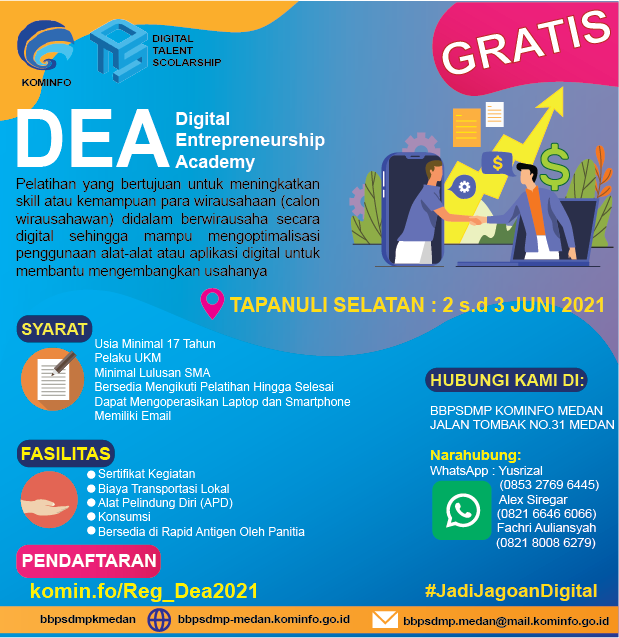 KOMINFO
DIGITAL
TALENT
SCOLARSHIP
GRATIS
DEA
Digital
Entrepreneurship
Academy
Pelatihan yang bertujuan untuk meningkatkan
skill atau kemampuan para wirausahaan (calon
wirausahawan) didalam berwirausaha secara
digital sehingga mampu mengoptimalisasi
penggunaan alat-alat atau aplikasi digital untuk
membantu mengembangkan usahanya
$
$
TAPANULI SELATAN : 2 s.d 3 JUNI 2021
SYARAT
Usia Minimal 17 Tahun
Pelaku UKM
Minimal Lulusan SMA
Bersedia Mengikuti Pelatihan Hingga Selesai
Dapat Mengoperasikan Laptop dan Smartphone
Memiliki Email
FASILITAS
Sertifikat Kegiatan
Biaya Transportasi Lokal
Alat Pelindung Diri (APD)
Konsumsi
Bersedia di Rapid Antigen Oleh Panitia
HUBUNGI KAMI DI:
BBPSDMP KOMINFO MEDAN
JALAN TOMBAK NO.31 MEDAN
Narahubung:
WhatsApp : Yusrizal
(0853 2769 6445)
Alex Siregar
(0821 6646 6066)
Fachri Auliansyah
(0821 8008 6279)
PENDAFTARAN
komin.fo/Reg_Dea2021
#JadiJagoanDigital
bbpsdmpkmedan
bbpsdmp-medan.kominfo.go.id
bbpsdmp.medan@mail.kominfo.go.id